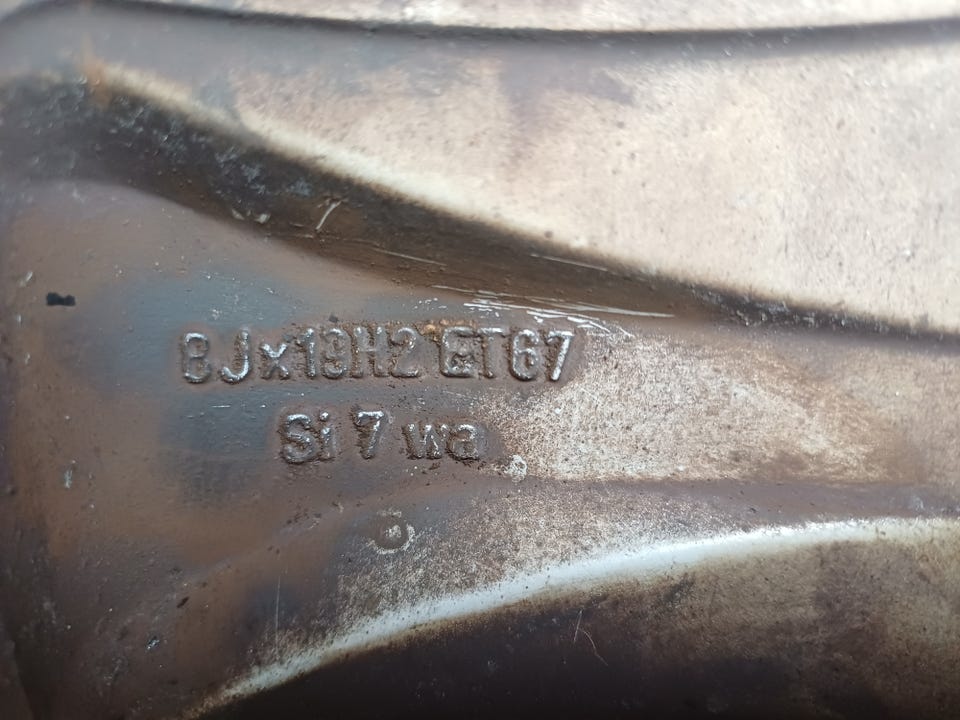 8Jx19H2 ET67
Si 7 wa